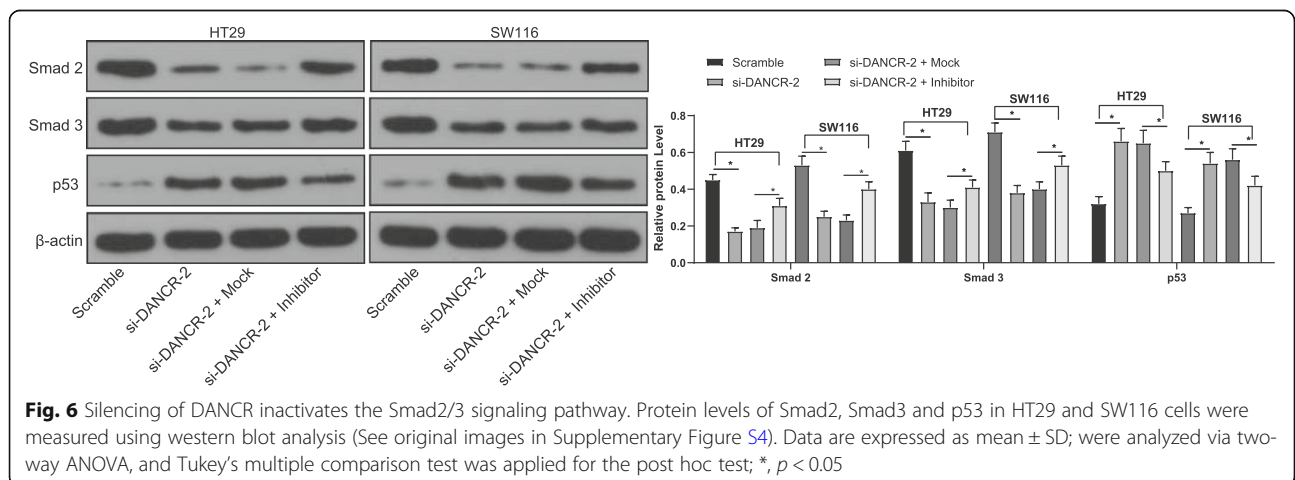 HT29 SW116
Smad 2
Smad 3
p53
β-actin
Scramble si-DANCR-2 si-DANCR-2 + Mock si-DANCR-2 + Inhibitor Scramble si-DANCR-2 si-DANCR-2 + Mock si-DANCR-2 + Inhibitor
Scramble si-DANCR-2 + Mock
si-DANCR-2 si-DANCR-2 + Inhibitor
Relative protein Level
0.8
0.6
0.4
0.2
0.0
HT29 SW116 HT29 SW116 HT29 SW116
* * * * * * * * * * * *
Smad 2 Smad 3 p53
Fig. 6 Silencing of DANCR inactivates the Smad2/3 signaling pathway. Protein levels of Smad2, Smad3 and p53 in HT29 and SW116 cells were
measured using western blot analysis (See original images in Supplementary Figure S4). Data are expressed as mean ± SD; were analyzed via two-
way ANOVA, and Tukey's multiple comparison test was applied for the post hoc test; *, p < 0.05